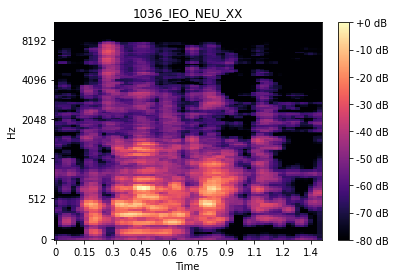 1036_IEO_NEU_XX
+0 dB
8192
-10 dB
4096
-20 dB
-30 dB
2048
Hz
-40 dB
1024
-50 dB
512
-60 dB
-70 dB
0
-80 dB
0 0.15 0.3 0.45 0.6 0.75 0.9 1.1 1.2 1.4
Time